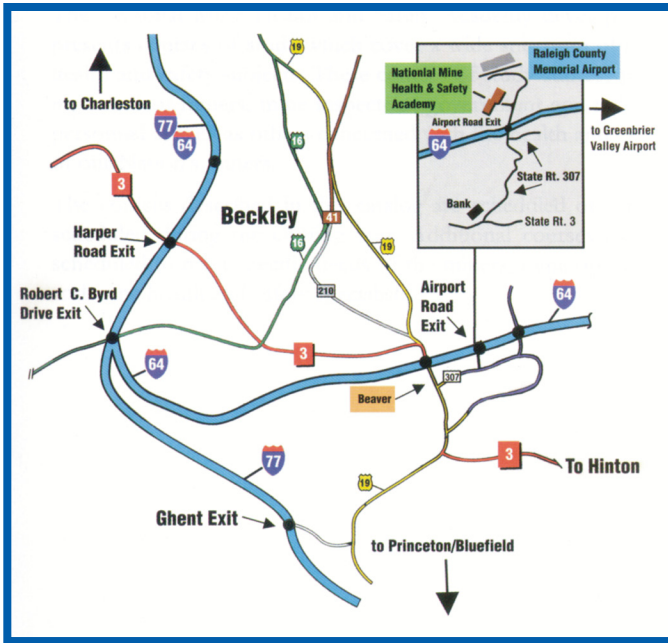 to Charleston
77
64
3
Harper
Road Exit
Robert C. Byrd
Drive Exit
64
77
Ghent Exit
Beckley
19
16
16
41
210
19
3
Airport
Road
Exit
64
307
Beaver
19
3
To Hinton
to Princeton/Bluefield
Nationlal Mine
Health & Safety
Academy
Raleigh County
Memorial Airport
Airport Road Exit
64
to Greenbrier
Valley Airport
State Rt. 307
Bank
State Rt. 3